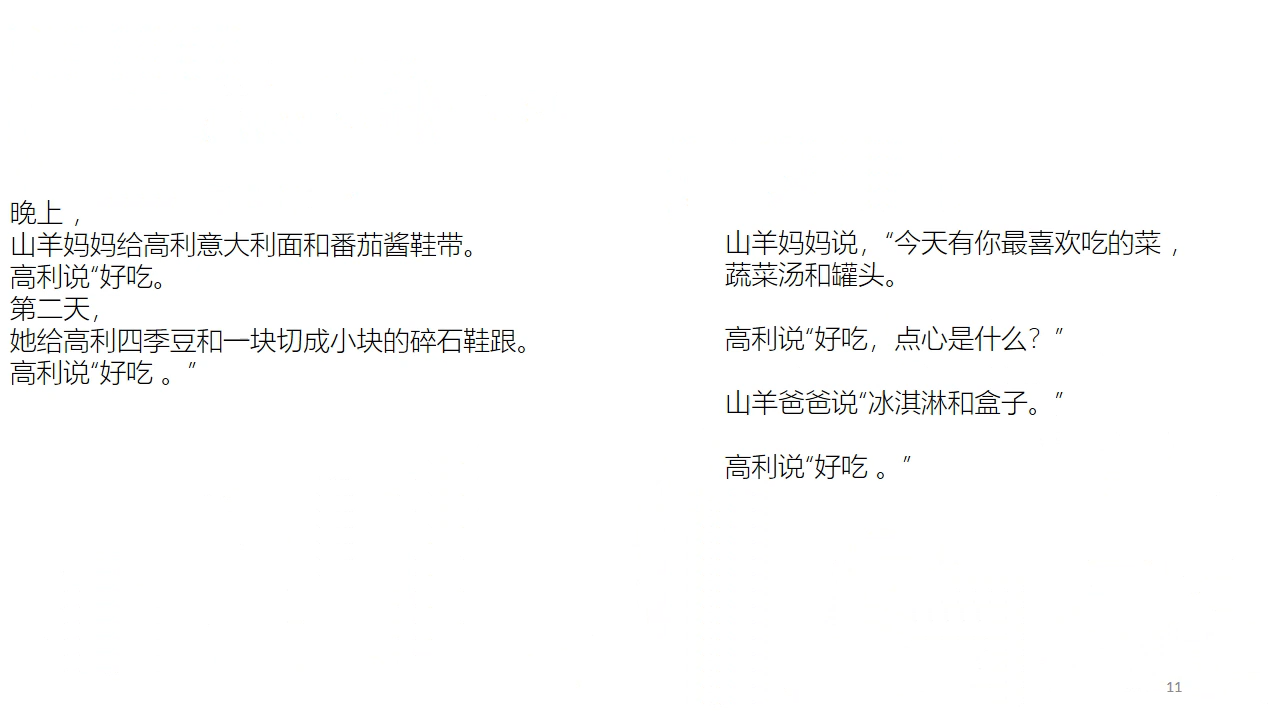 晚上，
山羊妈妈给高利意大利面和番茄酱鞋带。
高利说“好吃。
第二天，
她给高利四季豆和一块切成小块的碎石鞋跟。
高利说“好吃 。”
山羊妈妈说，“今天有你最喜欢吃的菜，
蔬菜汤和罐头。
高利说“好吃，点心是什么？”
山羊爸爸说“冰淇淋和盒子。”
高利说“好吃 。”
11